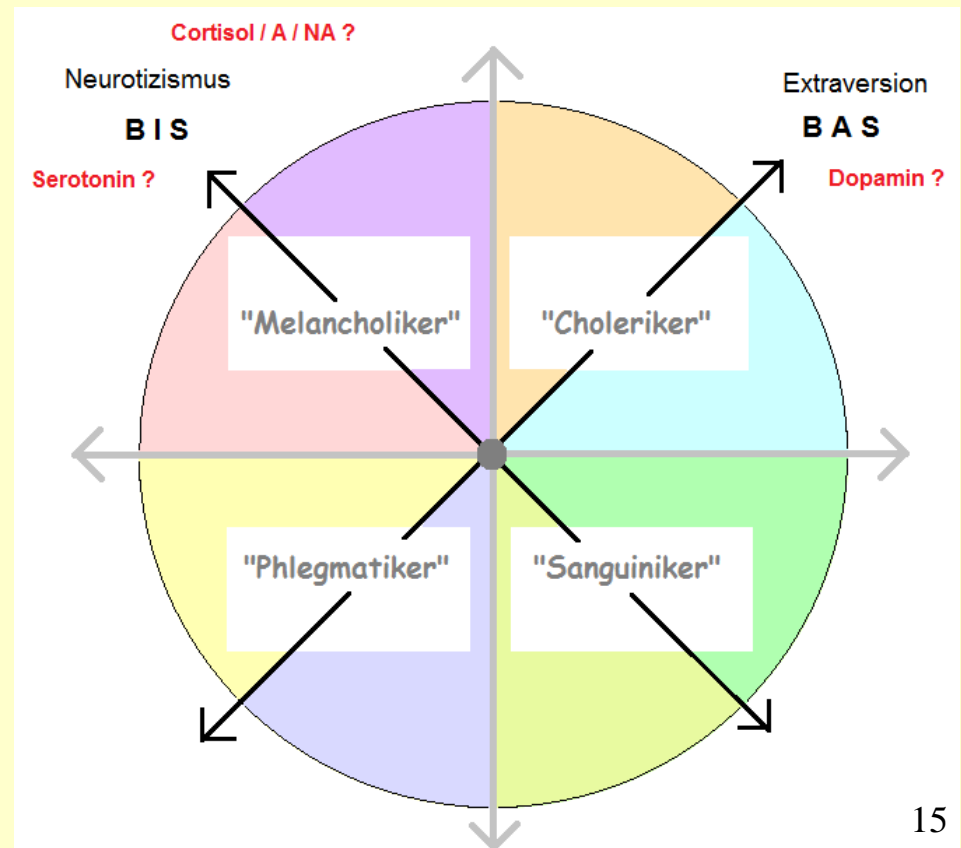 Cortisol / A / NA ?
Neurotizismus
Extraversion
B I S
B A S
Serotonin ?
Dopamin ?
"Melancholiker"
"Choleriker"
"Phlegmatiker"
"Sanguiniker"
15